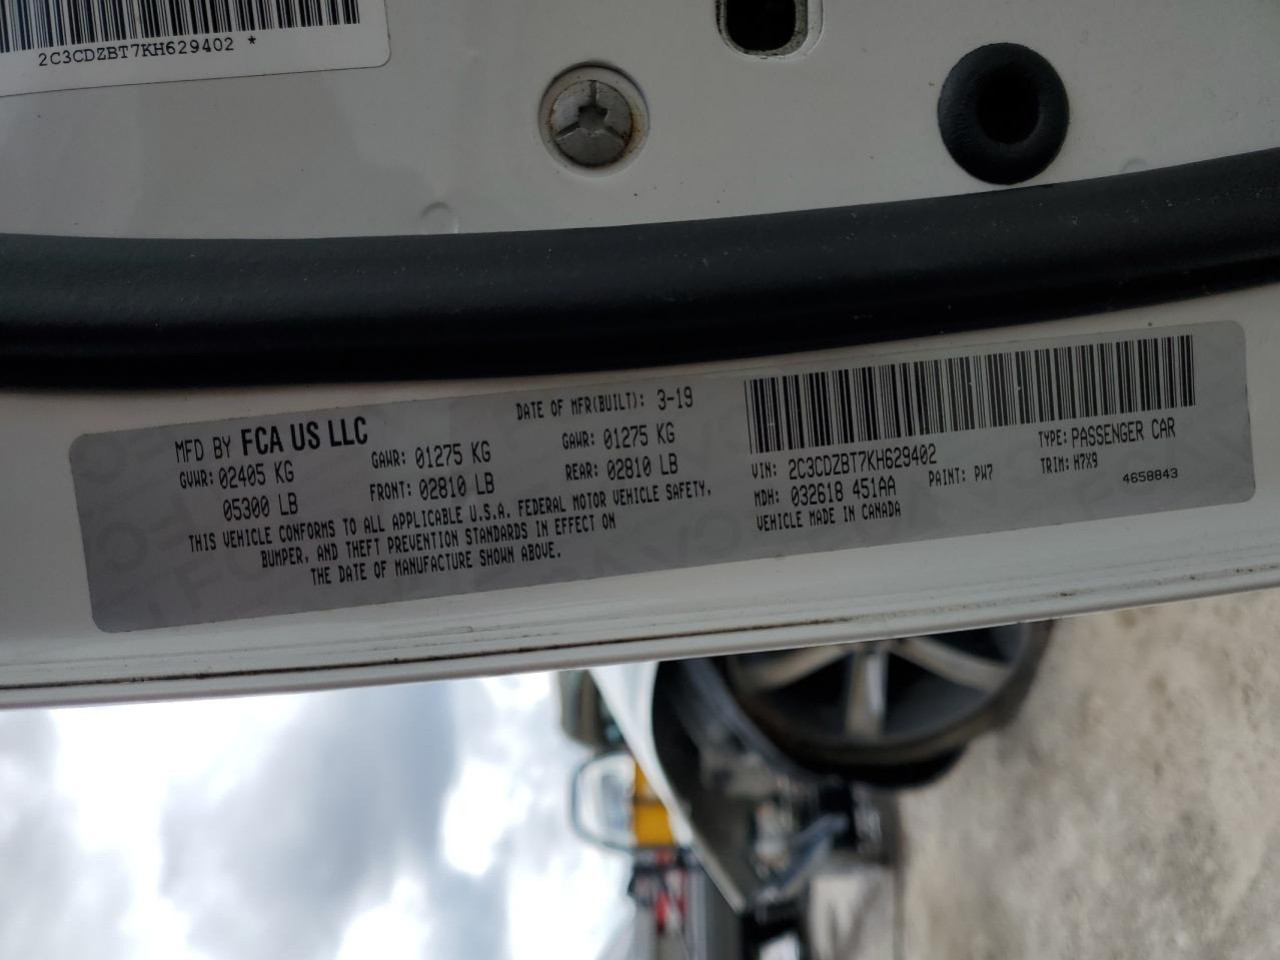 2C3CDZBT7KH629402 *
MFD BY FCA US LLC
DATE OF MFR(BUILT): 3-19
GVWR: 02405 KG
05300 LB
GAWR: 01275 KG
FRONT: 02810 LB
GAWR: 01275 KG
REAR: 02810 LB
THIS VEHICLE CONFORMS TO ALL APPLICABLE U.S.A. FEDERAL MOTOR VEHICLE SAFETY,
BUMPER, AND THEFT PREVENTION STANDARDS IN EFFECT ON
THE DATE OF MANUFACTURE SHOWN ABOVE.
VIN: 2C3CDZBT7KH629402
TYPE: PASSENGER CAR
MDH: 032618 451AA
PAINT: PW7
TRIM: H7X9
VEHICLE MADE IN CANADA
4658843